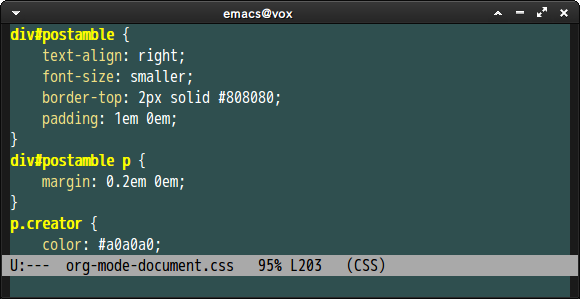 emacs@vox
div#postamble {
    text-align: right;
    font-size: smaller;
    border-top: 2px solid #808080;
    padding: 1em 0em;
}
div#postamble p {
    margin: 0.2em 0em;
}
p.creator {
    color: #a0a0a0;
U:--- org-mode-document.css 95% L203 (CSS)